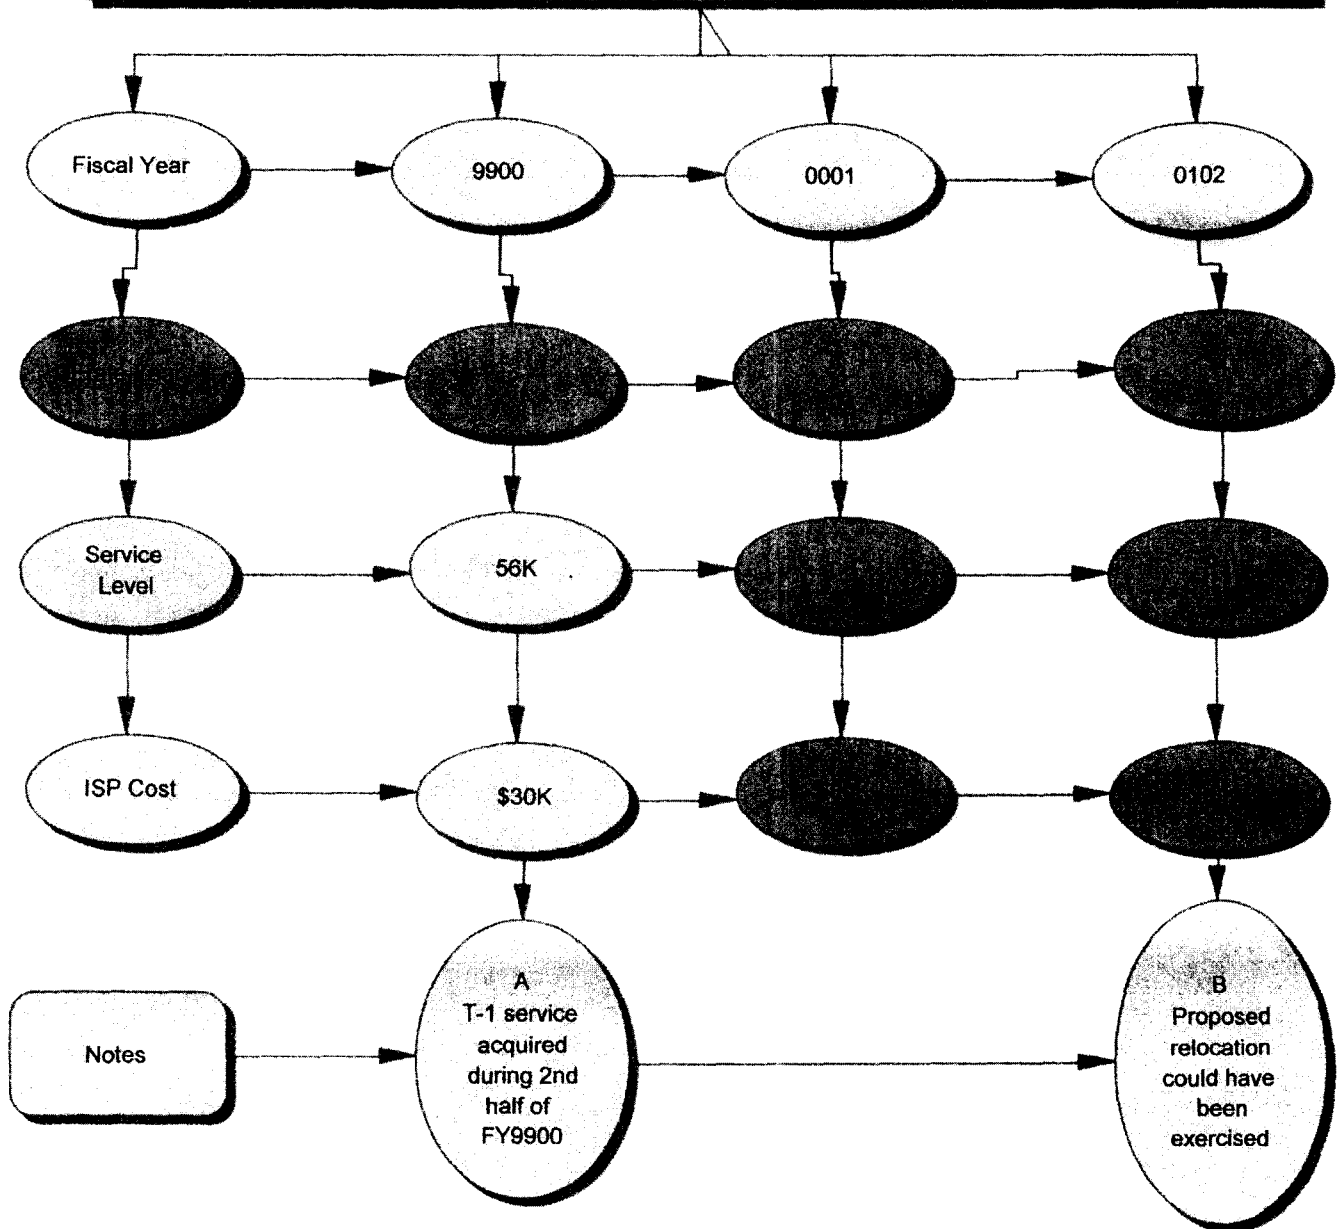 Fiscal Year
9900
0001
0102
Service
Level
56K
ISP Cost
$30K
Notes
A
T-1 service
acquired
during 2nd
half of
FY9900
B
Proposed
relocation
could have
been
exercised